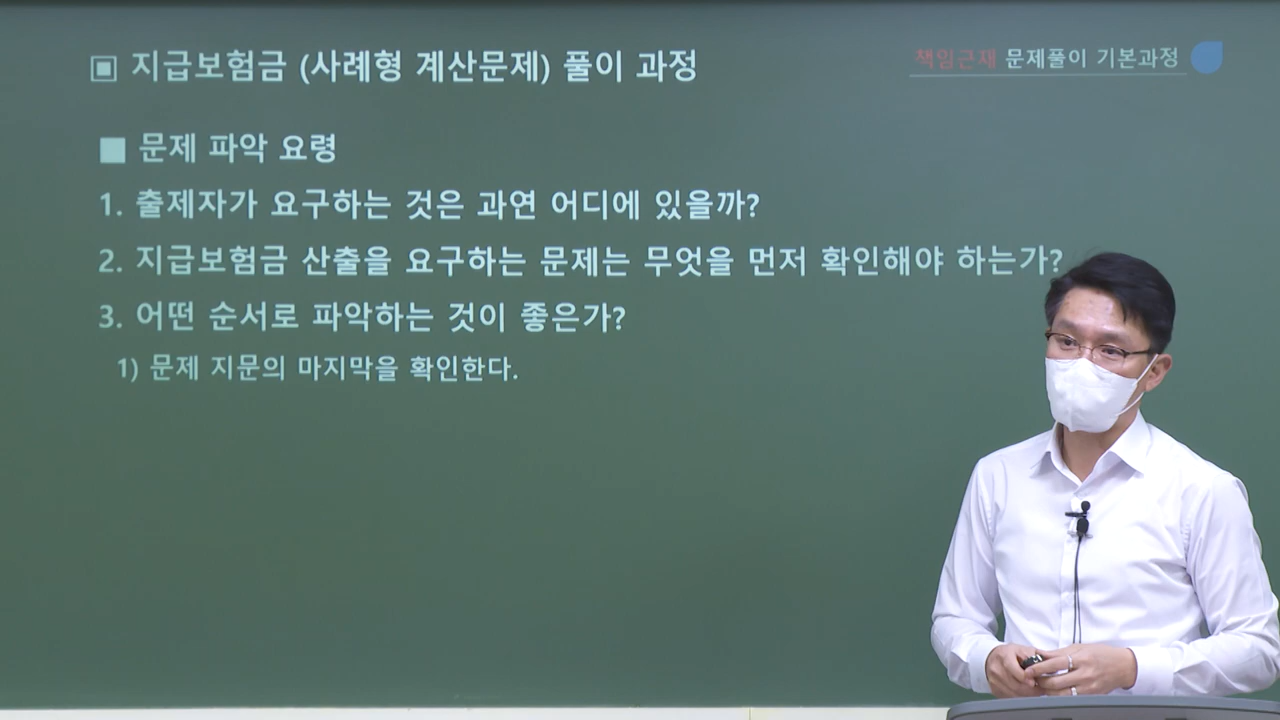 ▣ 지급보험금 (사례형 계산문제) 풀이 과정
책임근재 문제풀이 기본과정
■ 문제 파악 요령
1. 출제자가 요구하는 것은 과연 어디에 있을까?
2. 지급보험금 산출을 요구하는 문제는 무엇을 먼저 확인해야 하는가?
3. 어떤 순서로 파악하는 것이 좋은가?
1) 문제 지문의 마지막을 확인한다.